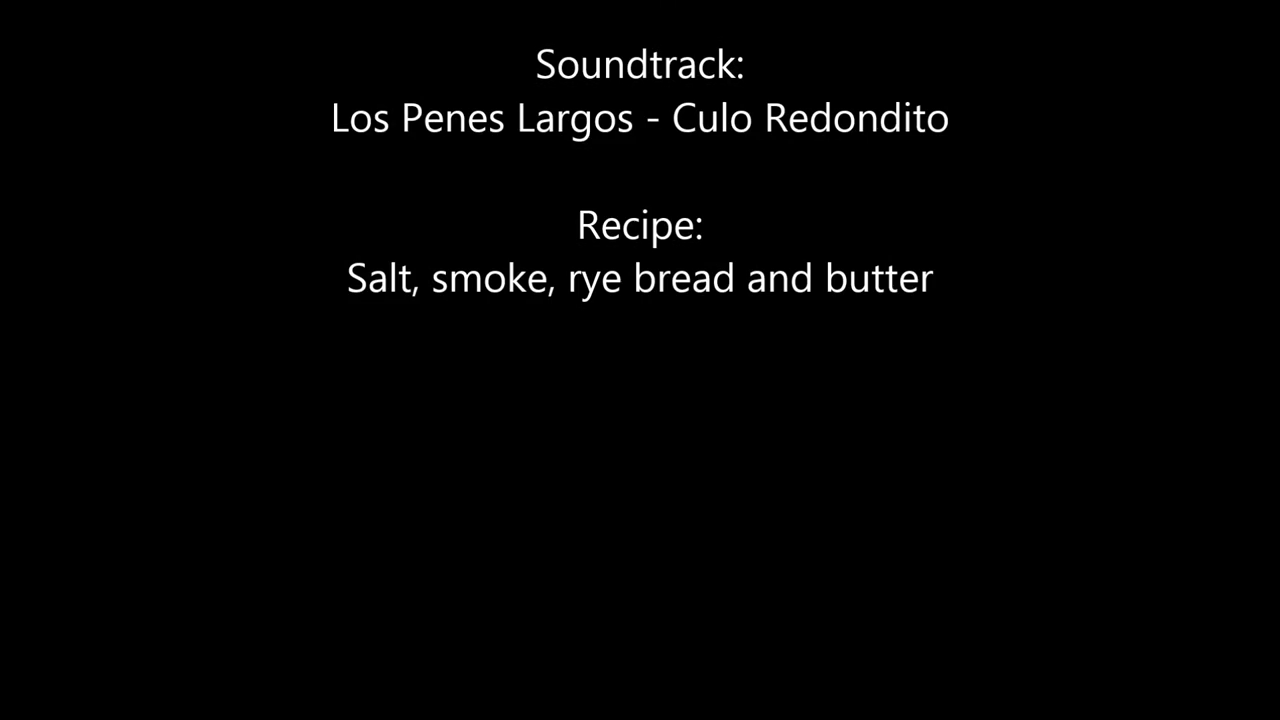 Soundtrack:
Los Penes Largos - Culo Redondito
Recipe:
Salt, smoke, rye bread and butter